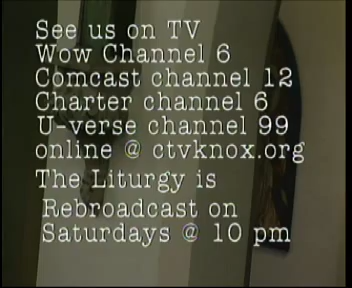 See us on TV
Wow Channel 6
Comcast channel 12
Charter channel 6
U-verse channel 99
online @ ctvknox.org
The Liturgy is
Rebroadcast on
Saturdays @ 10 pm